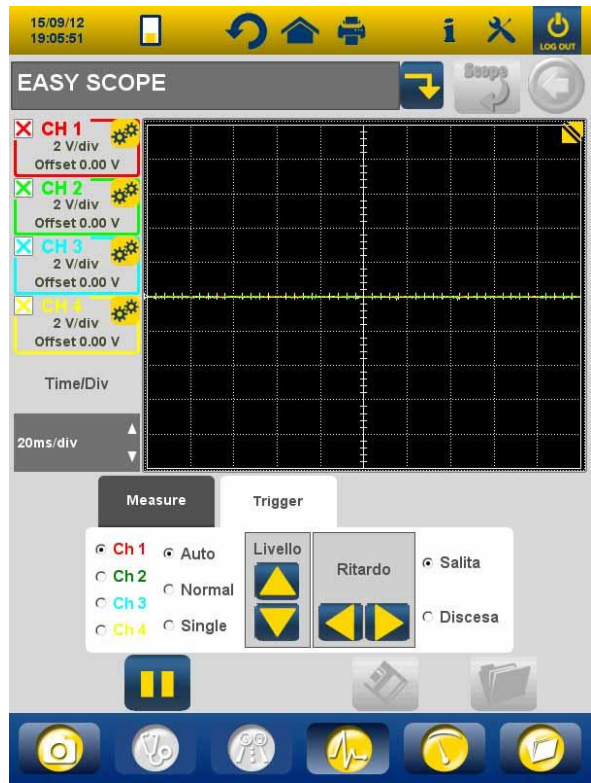 15/09/12
19:05:51
i
LOG OUT
EASY SCOPE
Scope
CH 1
2 V/div
Offset 0.00 V
CH 2
2 V/div
Offset 0.00 V
CH 3
2 V/div
Offset 0.00 V
CH 4
2 V/div
Offset 0.00 V
Time/Div
20ms/div
Measure
Trigger
Ch 1
Ch 2
Ch 3
Ch 4
Auto
Normal
Single
Livello
Ritardo
Salita
Discesa